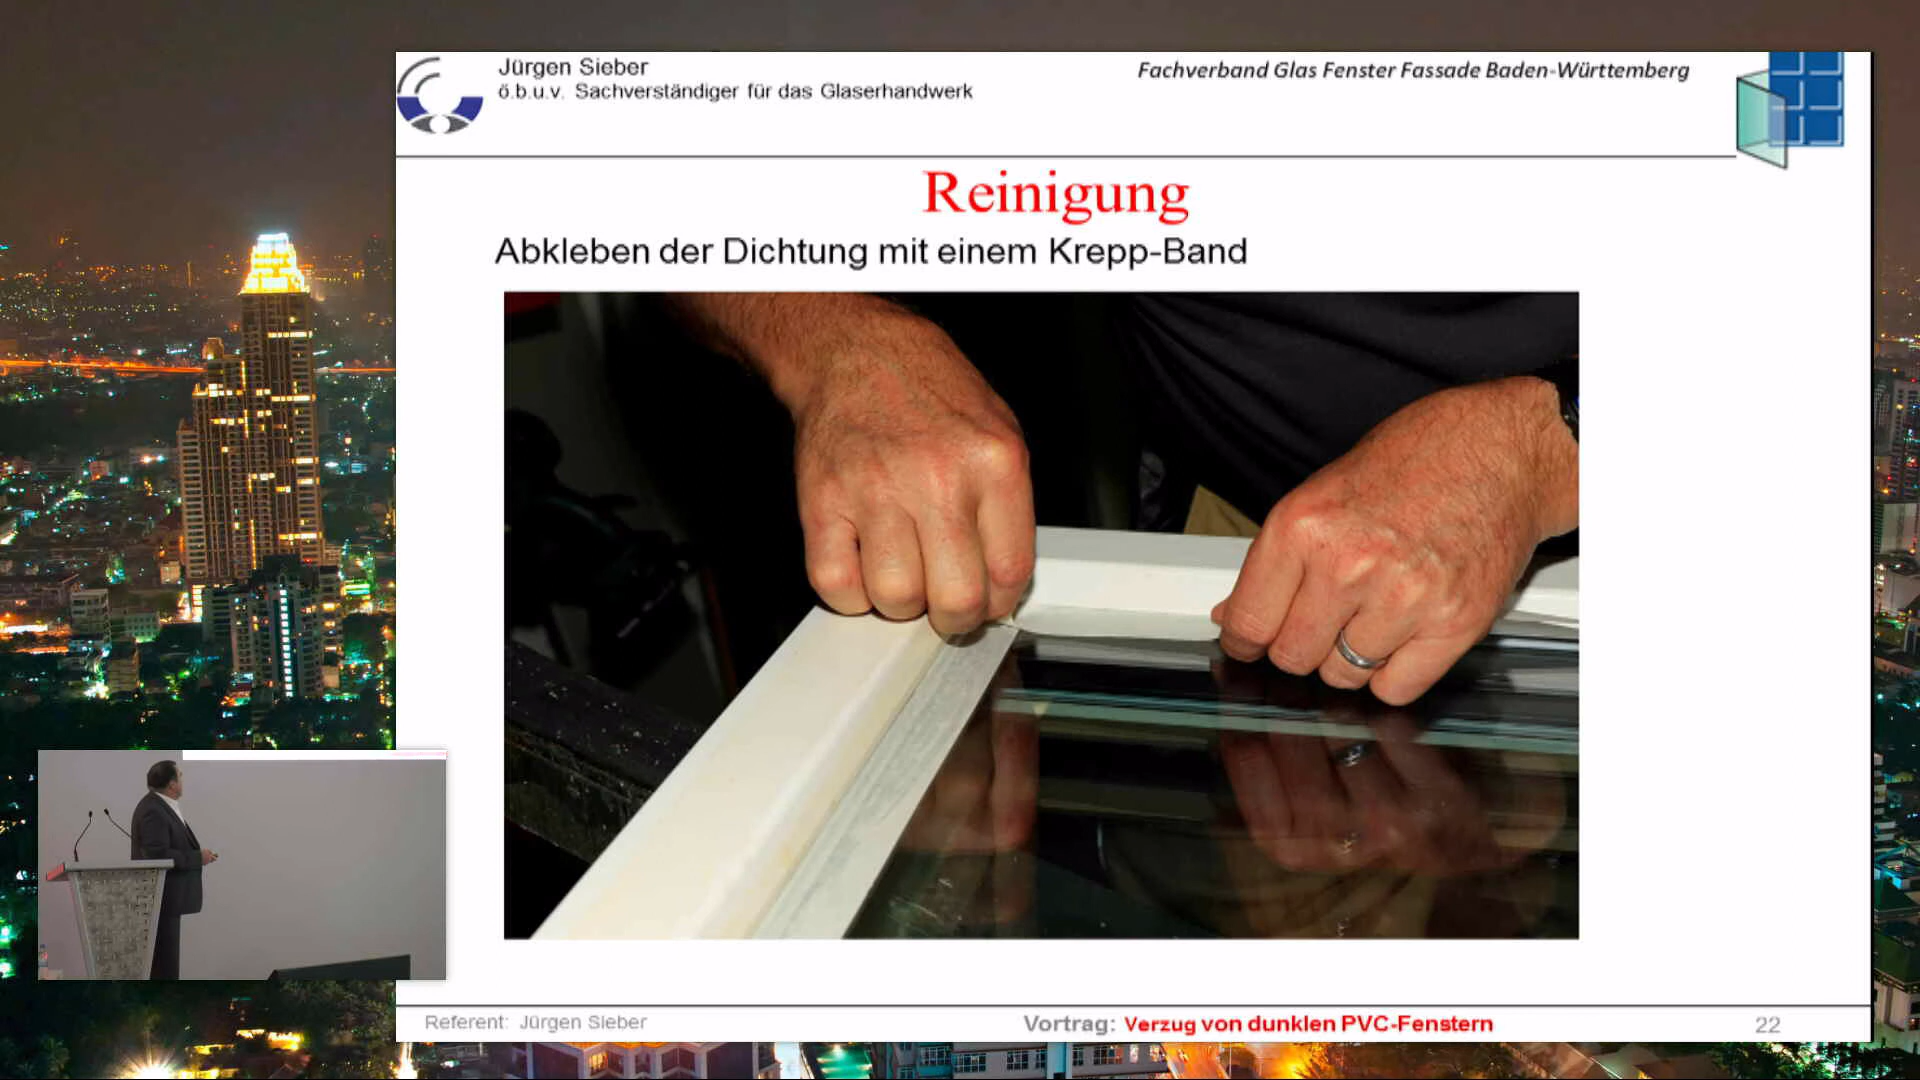 Jürgen Sieber
ö.b.u.v. Sachverständiger für das Glaserhandwerk
Fachverband Glas Fenster Fassade Baden-Württemberg
Reinigung
Abkleben der Dichtung mit einem Krepp-Band
Referent: Jürgen Sieber
Vortrag: Verzug von dunklen PVC-Fenstern
22